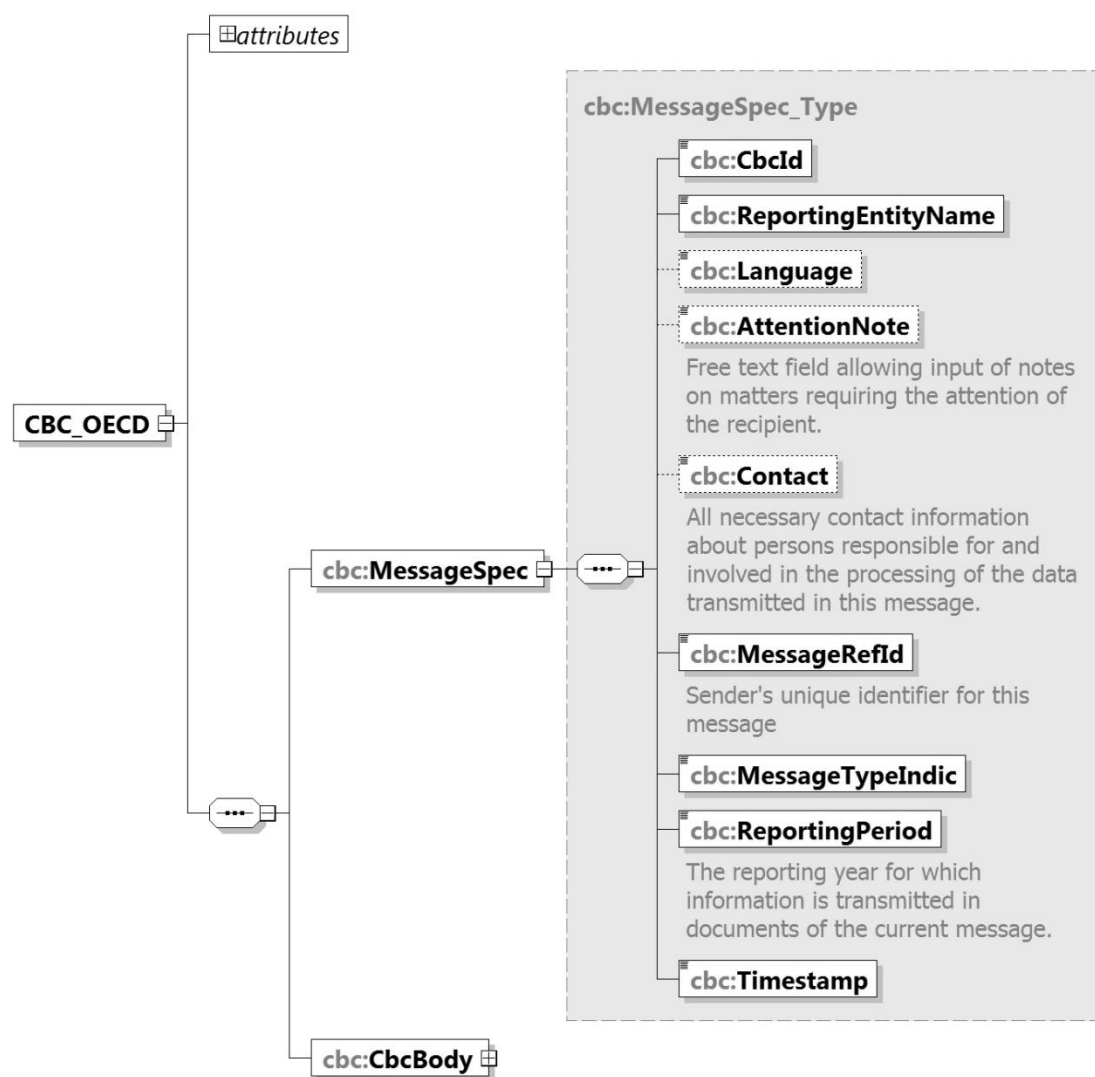 attributes
cbc:MessageSpec_Type
cbc:CbcId
cbc:ReportingEntityName
cbc:Language
cbc:AttentionNote
Free text field allowing input of notes
on matters requiring the attention of
the recipient.
CBC_OECD
cbc:Contact
All necessary contact information
about persons responsible for and
involved in the processing of the data
transmitted in this message.
cbc:MessageSpec
cbc:MessageRefId
Sender's unique identifier for this
message
cbc:MessageTypeIndic
cbc:ReportingPeriod
The reporting year for which
information is transmitted in
documents of the current message.
cbc:Timestamp
cbc:CbcBody